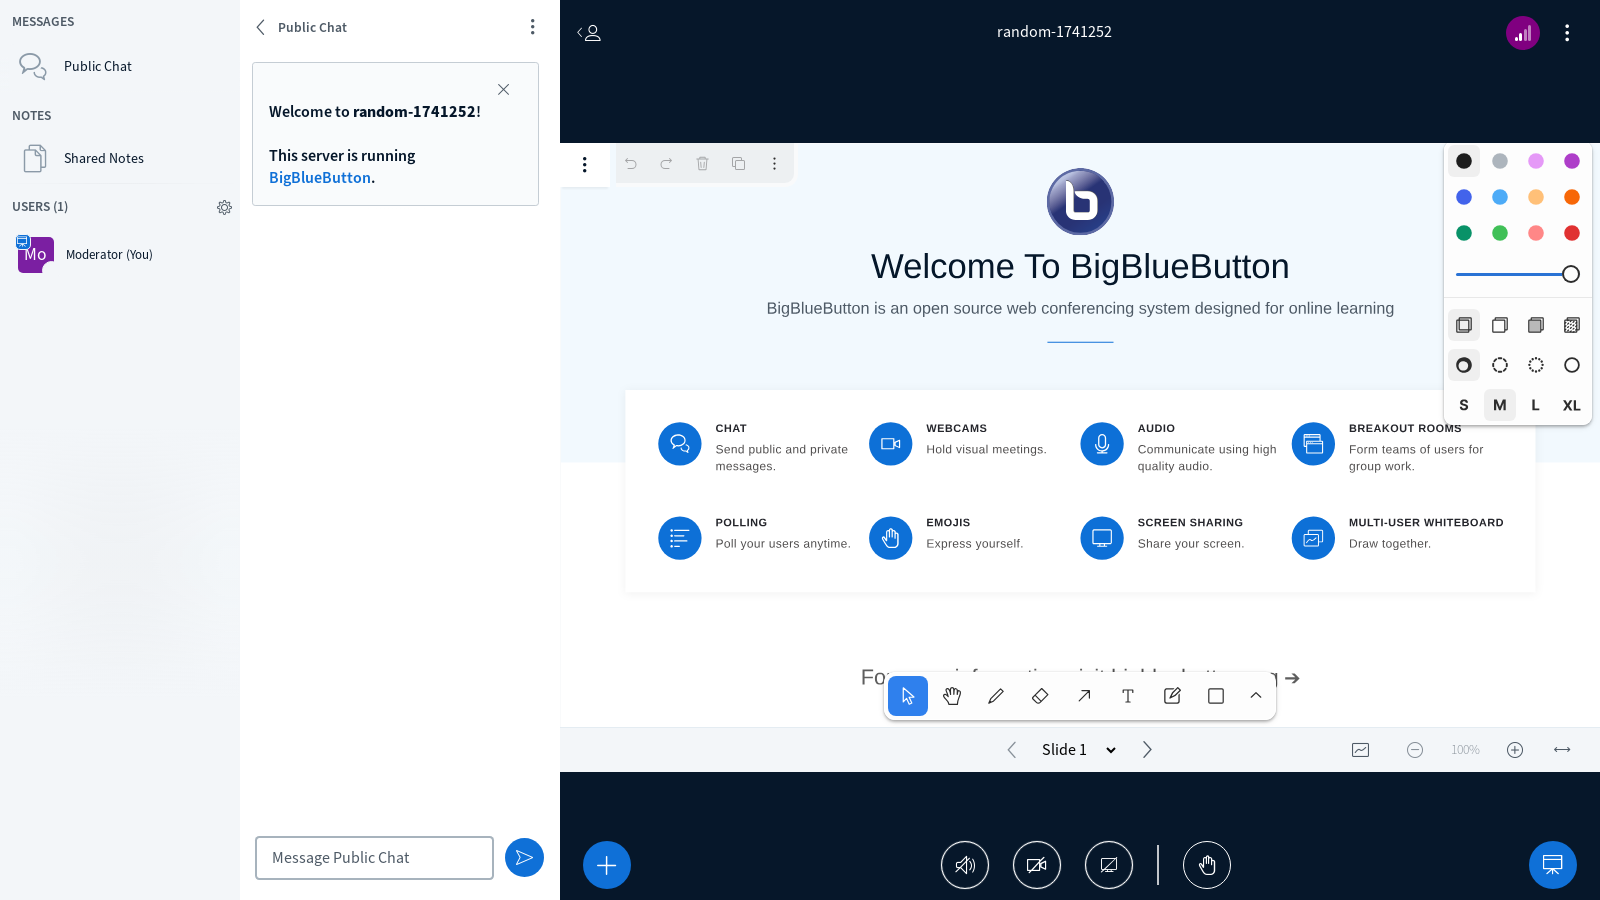 MESSAGES
Public Chat
NOTES
Shared Notes
USERS (1)
Mo
Moderator (You)
Public Chat
Welcome to random-1741252!
This server is running
BigBlueButton.
Message Public Chat
random-1741252
Welcome To BigBlueButton
BigBlueButton is an open source web conferencing system designed for online learning
CHAT
Send public and private
messages.
WEBCAMS
Hold visual meetings.
AUDIO
Communicate using high
quality audio.
BREAKOUT ROOMS
Form teams of users for
group work.
POLLING
Poll your users anytime.
EMOJIS
Express yourself.
SCREEN SHARING
Share your screen.
MULTI-USER WHITEBOARD
Draw together.
S M L XL
T
Slide 1
100%